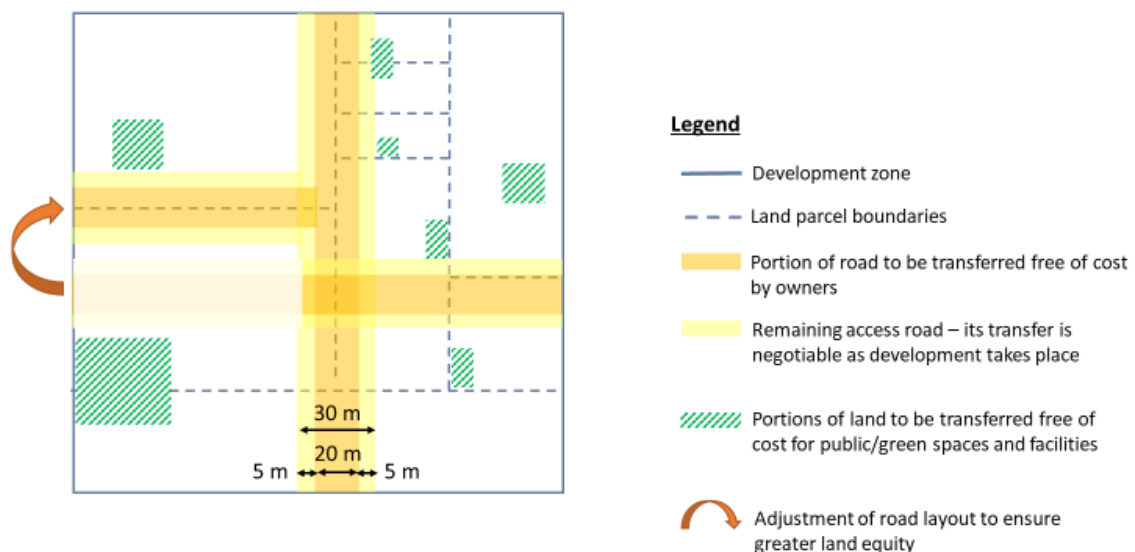 30 m
20 m
5 m
5 m
Legend
Development zone
Land parcel boundaries
Portion of road to be transferred free of cost
by owners
Remaining access road – its transfer is
negotiable as development takes place
Portions of land to be transferred free of
cost for public/green spaces and facilities
Adjustment of road layout to ensure
greater land equity